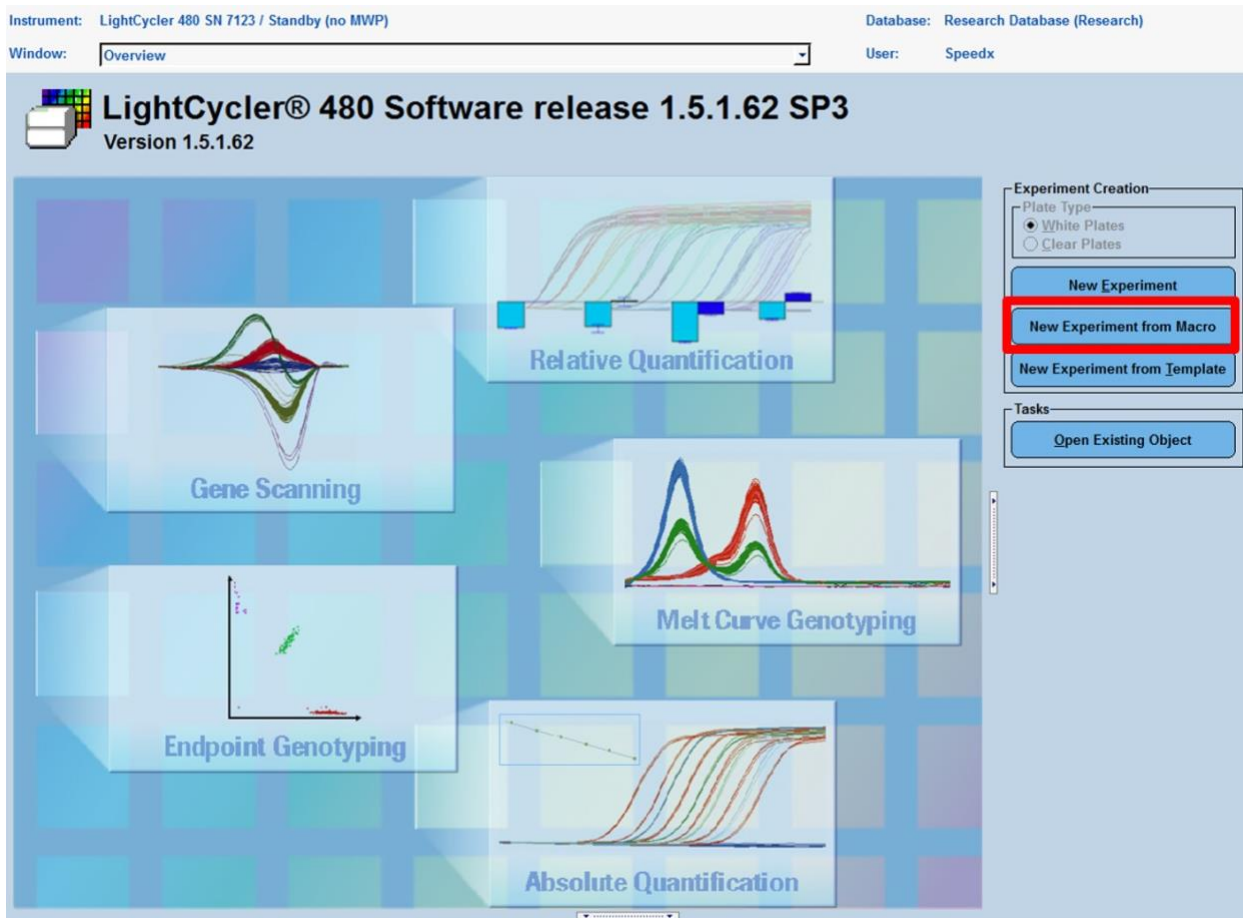 Instrument: LightCycler 480 SN 7123 / Standby (no MWP)
Database: Research Database (Research)
Window: Overview
User: Speedx
LightCycler® 480 Software release 1.5.1.62 SP3
Version 1.5.1.62
Experiment Creation
Plate Type
White Plates
Clear Plates
New Experiment
New Experiment from Macro
New Experiment from Template
Tasks
Open Existing Object
Relative Quantification
Gene Scanning
Melt Curve Genotyping
Endpoint Genotyping
Absolute Quantification